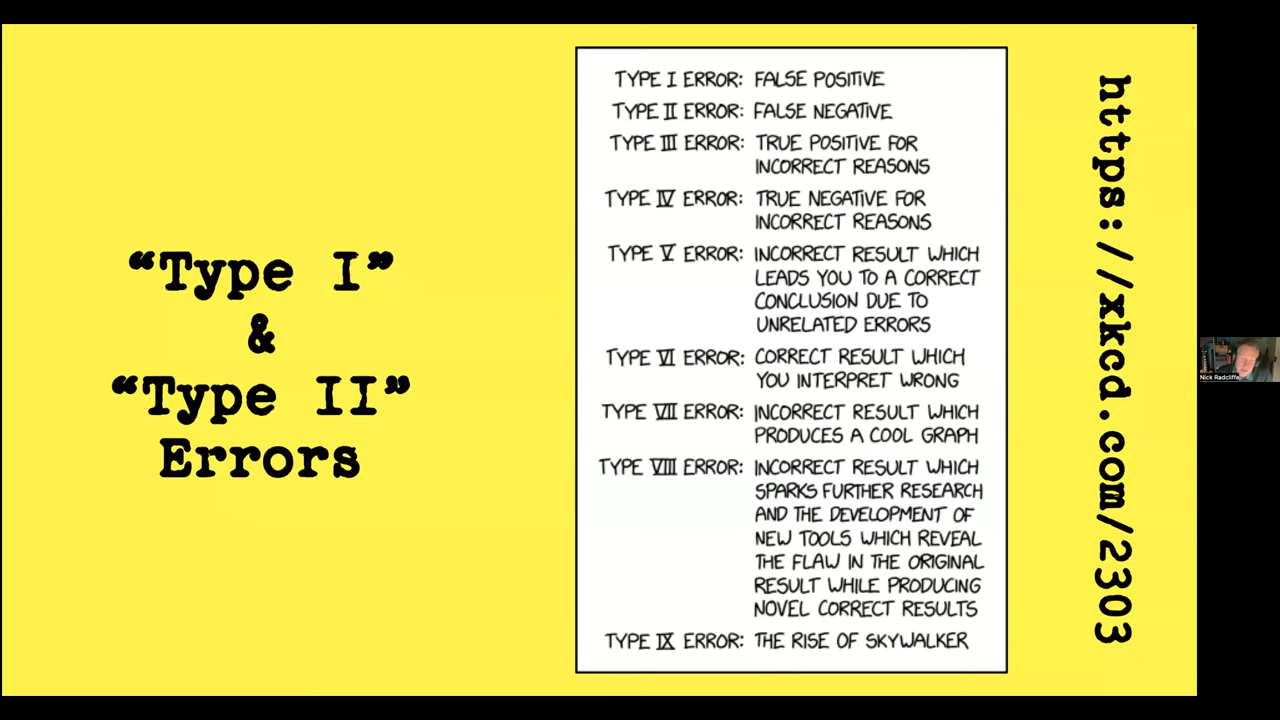 “Type I”
&
“Type II”
Errors
TYPE I ERROR: FALSE POSITIVE
TYPE II ERROR: FALSE NEGATIVE
TYPE III ERROR: TRUE POSITIVE FOR
INCORRECT REASONS
TYPE IV ERROR: TRUE NEGATIVE FOR
INCORRECT REASONS
TYPE V ERROR: INCORRECT RESULT WHICH
LEADS YOU TO A CORRECT
CONCLUSION DUE TO
UNRELATED ERRORS
TYPE VI ERROR: CORRECT RESULT WHICH
YOU INTERPRET WRONG
TYPE VII ERROR: INCORRECT RESULT WHICH
PRODUCES A COOL GRAPH
TYPE VIII ERROR: INCORRECT RESULT WHICH
SPARKS FURTHER RESEARCH
AND THE DEVELOPMENT OF
NEW TOOLS WHICH REVEAL
THE FLAW IN THE ORIGINAL
RESULT WHILE PRODUCING
NOVEL CORRECT RESULTS
TYPE IX ERROR: THE RISE OF SKYWALKER
https://xkcd.com/2303
Nick Radcliffe